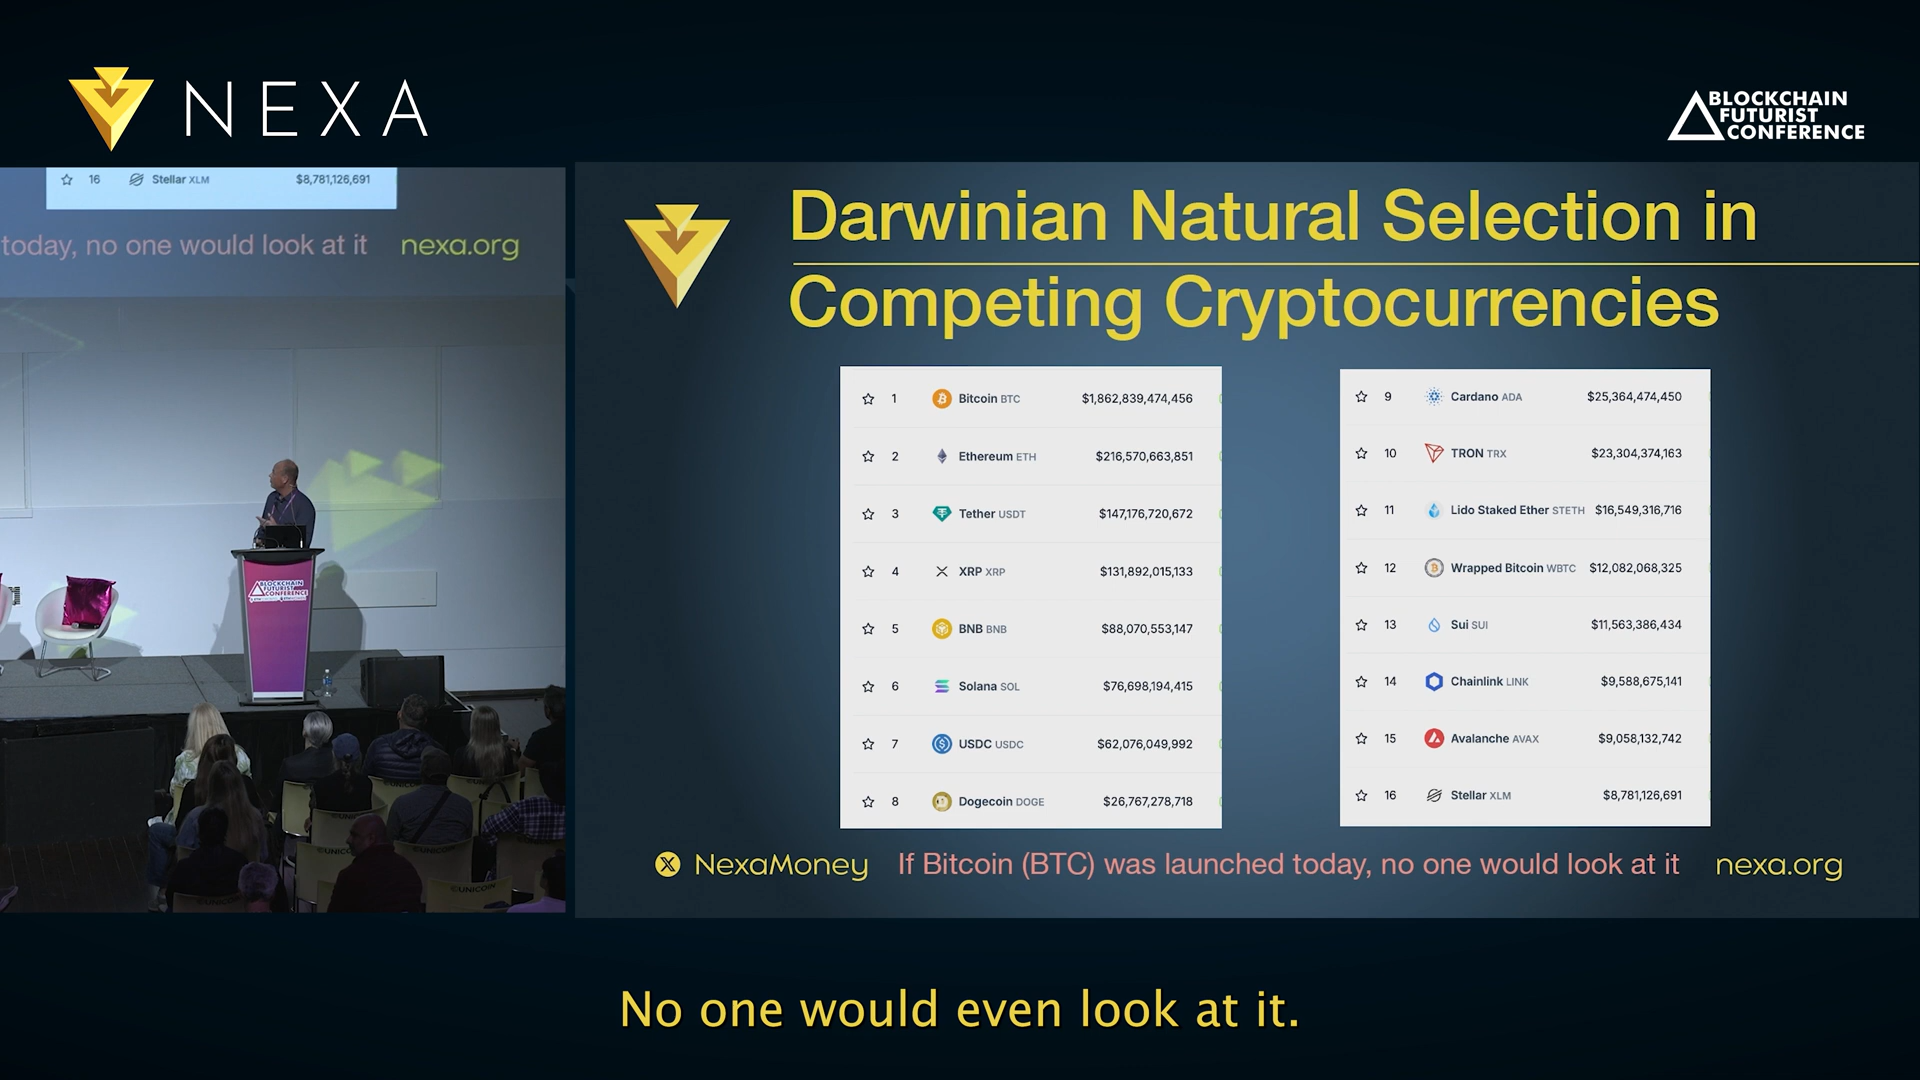 NEXA
BLOCKCHAIN
FUTURIST
CONFERENCE
16 Stellar XLM $8,781,126,691
today, no one would look at it nexa.org
BLOCKCHAIN
FUTURIST
CONFERENCE
Darwinian Natural Selection in
Competing Cryptocurrencies
1 Bitcoin BTC $1,862,839,474,456
2 Ethereum ETH $216,570,663,851
3 Tether USDT $147,176,720,672
4 XRP XRP $131,892,015,133
5 BNB BNB $88,070,553,147
6 Solana SOL $76,698,194,415
7 USDC USDC $62,076,049,992
8 Dogecoin DOGE $26,767,278,718
9 Cardano ADA $25,364,474,450
10 TRON TRX $23,304,374,163
11 Lido Staked Ether STETH $16,549,316,716
12 Wrapped Bitcoin WBTC $12,082,068,325
13 Sui SUI $11,563,386,434
14 Chainlink LINK $9,588,675,141
15 Avalanche AVAX $9,058,132,742
16 Stellar XLM $8,781,126,691
NexaMoney If Bitcoin (BTC) was launched today, no one would look at it nexa.org
UNICOIN
No one would even look at it.